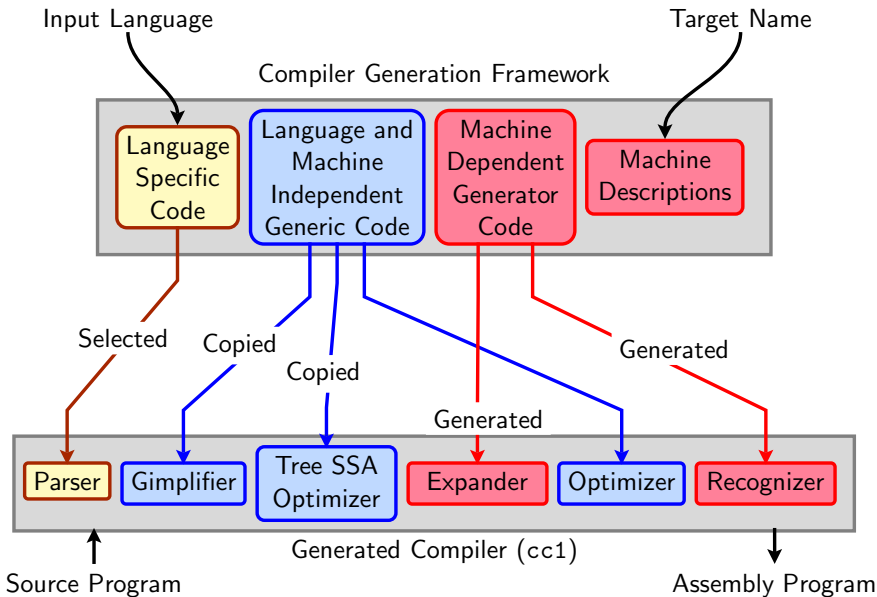 Input Language
Target Name
Compiler Generation Framework
Language
Specific
Code
Language and
Machine
Independent
Generic Code
Machine
Dependent
Generator
Code
Machine
Descriptions
Selected
Copied
Copied
Generated
Generated
Parser
Gimplifier
Tree SSA
Optimizer
Expander
Optimizer
Recognizer
Generated Compiler (cc1)
Source Program
Assembly Program